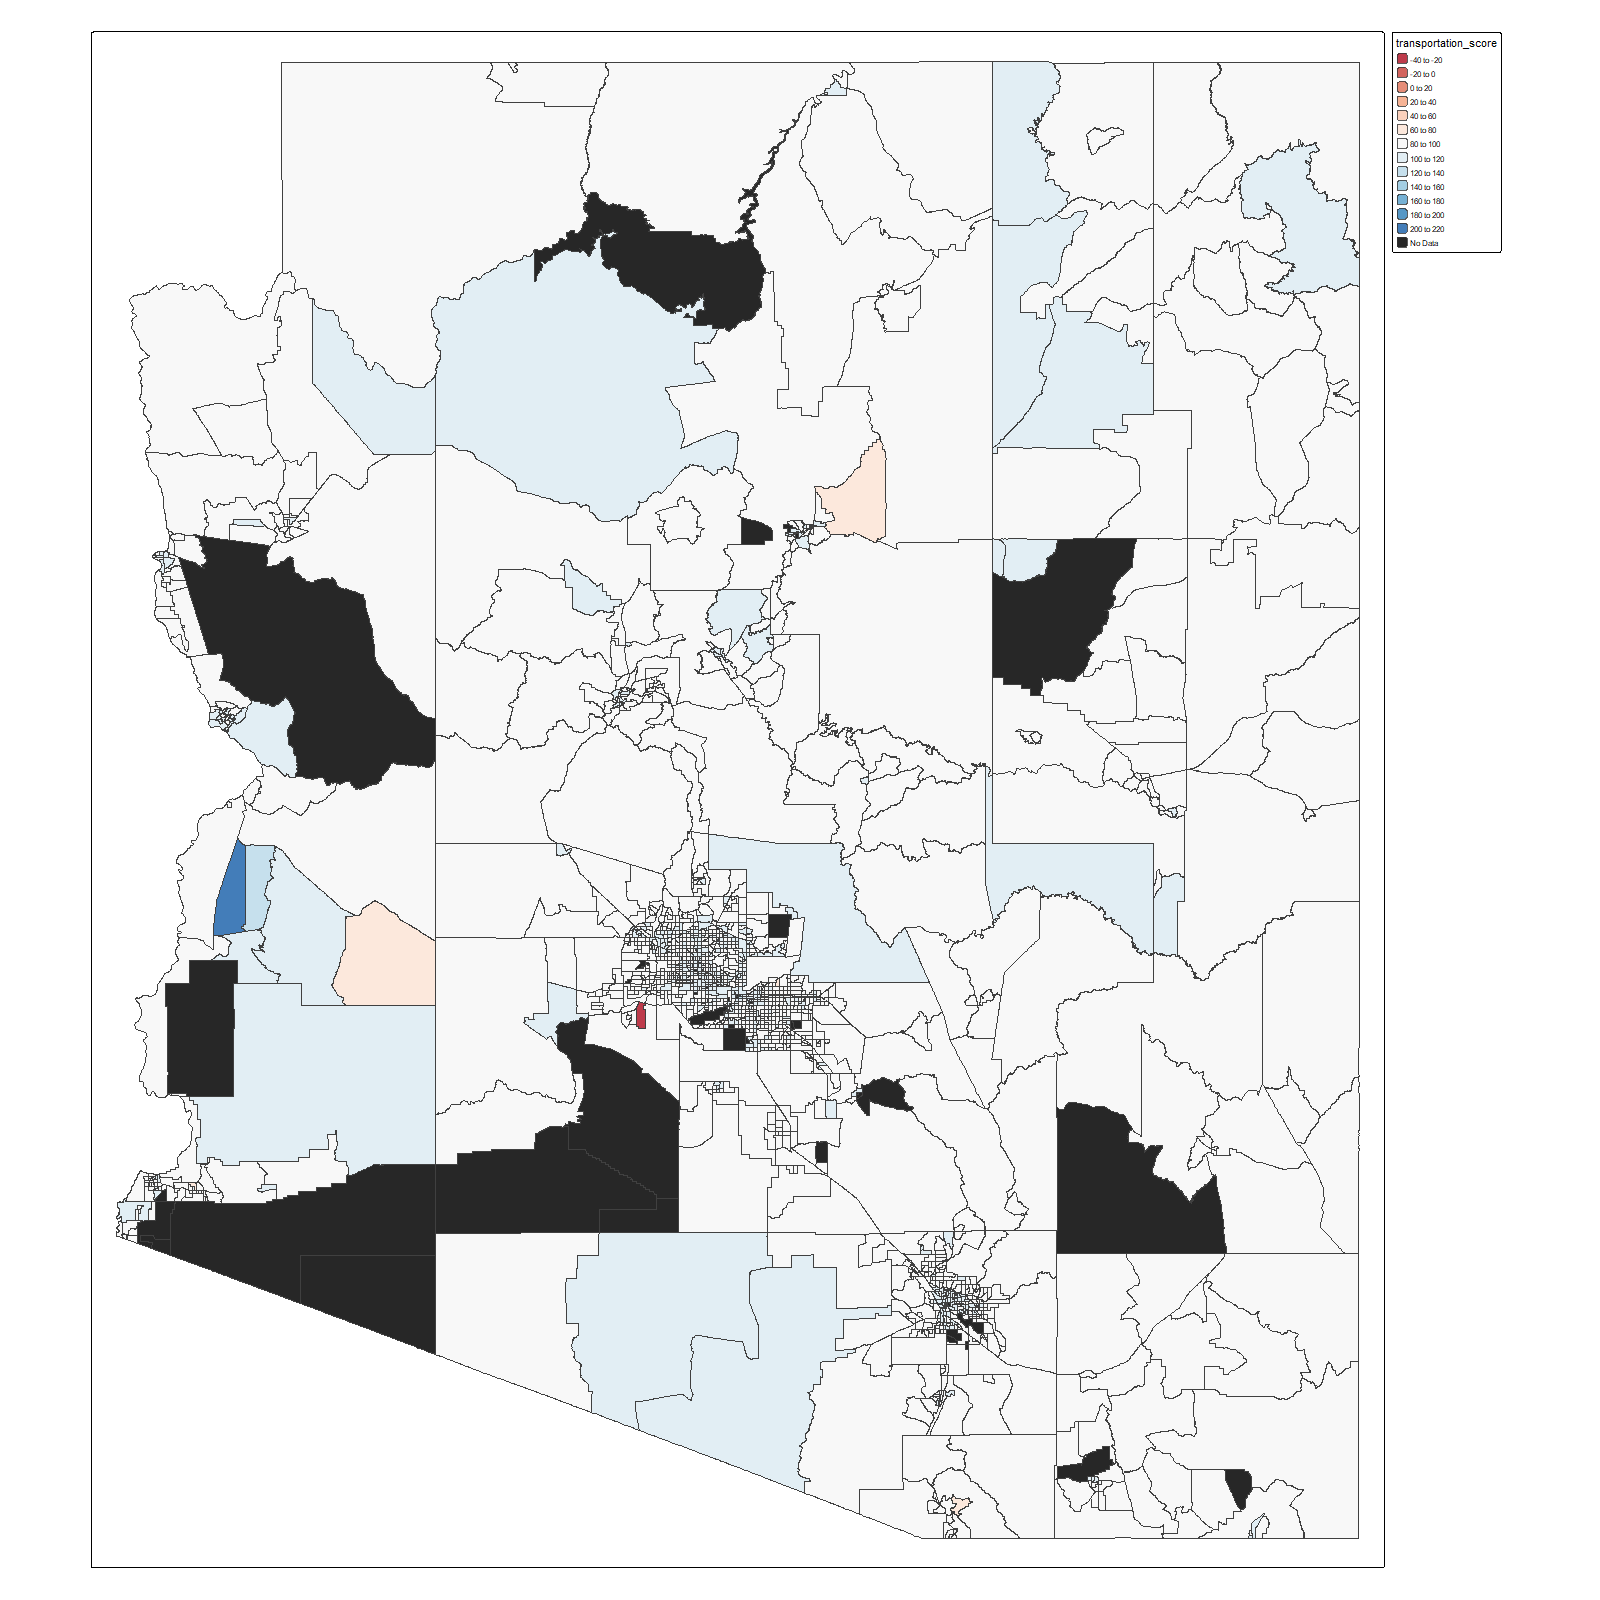 transportation_score
-40 to -20
-20 to 0
0 to 20
20 to 40
40 to 60
60 to 80
80 to 100
100 to 120
120 to 140
140 to 160
160 to 180
180 to 200
200 to 220
No Data